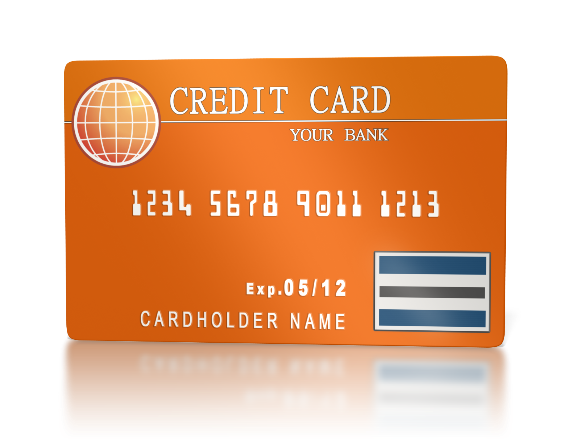 CREDIT CARD
YOUR BANK
1234 5678 9011 1213
Exp.05/12
CARDHOLDER NAME